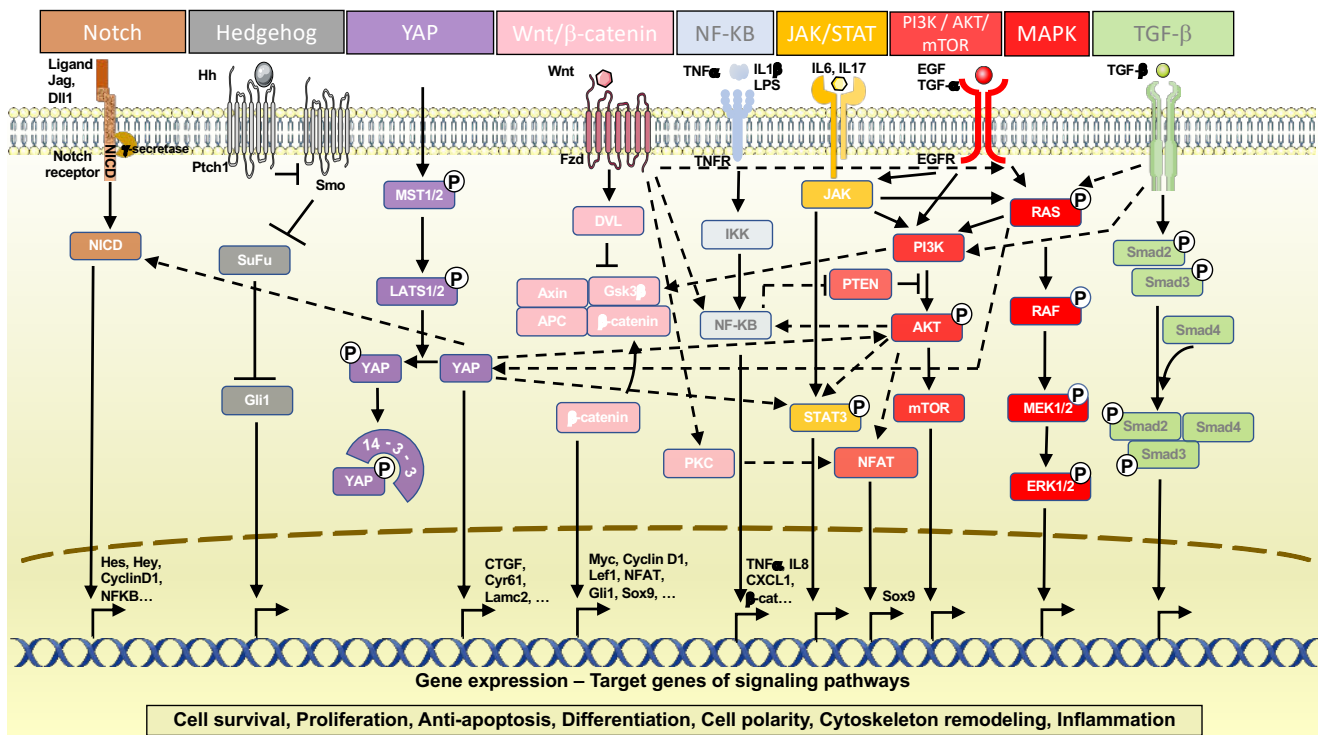 Notch
Hedgehog
YAP
Wnt/β-catenin
NF-KB
JAK/STAT
PI3K / AKT/
mTOR
MAPK
TGF-β
Ligand
Jag,
Dll1
Hh
Wnt
TNFα
IL1β
LPS
IL6, IL17
EGF
TGF-α
TGF-β
NICD
γ-secretase
Notch
receptor
Ptch1
Smo
Fzd
TNFR
EGFR
MST1/2
P
JAK
RAS
P
NICD
SuFu
DVL
IKK
PI3K
Smad2
P
Smad3
P
LATS1/2
P
Axin
Gsk3β
APC
β-catenin
NF-KB
PTEN
AKT
P
RAF
P
Smad4
P
YAP
YAP
Gli1
β-catenin
STAT3
P
mTOR
MEK1/2
P
P
Smad2
Smad4
Smad3
P
14 - 3 - 3
YAP
P
PKC
NFAT
ERK1/2
P
Hes, Hey,
CyclinD1,
NFKB...
CTGF,
Cyr61,
Lamc2, ...
Myc, Cyclin D1,
Lef1, NFAT,
Gli1, Sox9, ...
TNFα, IL8
CXCL1,
β-cat...
Sox9
Gene expression – Target genes of signaling pathways
Cell survival, Proliferation, Anti-apoptosis, Differentiation, Cell polarity, Cytoskeleton remodeling, Inflammation